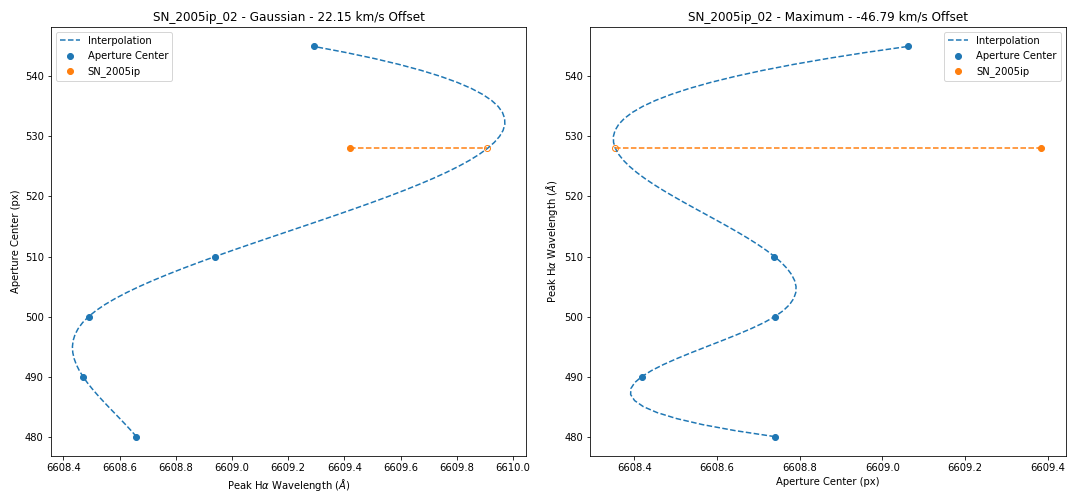 SN_2005ip_02 - Gaussian - 22.15 km/s Offset
Interpolation
Aperture Center
SN_2005ip
Aperture Center (px)
540
530
520
510
500
490
480
6608.4 6608.6 6608.8 6609.0 6609.2 6609.4 6609.6 6609.8 6610.0
Peak Hα Wavelength (Å)
SN_2005ip_02 - Maximum - -46.79 km/s Offset
Interpolation
Aperture Center
SN_2005ip
Peak Hα Wavelength (Å)
540
530
520
510
500
490
480
6608.4 6608.6 6608.8 6609.0 6609.2 6609.4
Aperture Center (px)